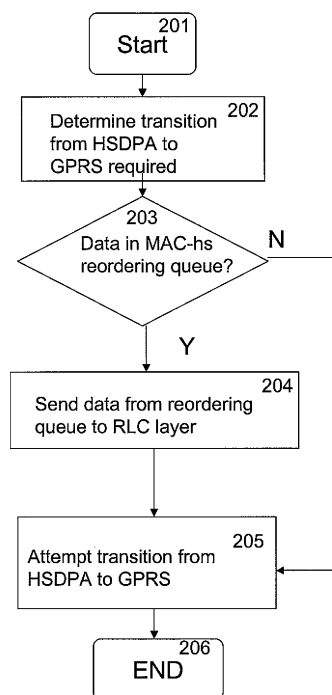 201
Start
202
Determine transition
from HSDPA to
GPRS required
203
Data in MAC-hs
reordering queue?
N
Y
204
Send data from reordering
queue to RLC layer
205
Attempt transition from
HSDPA to GPRS
206
END